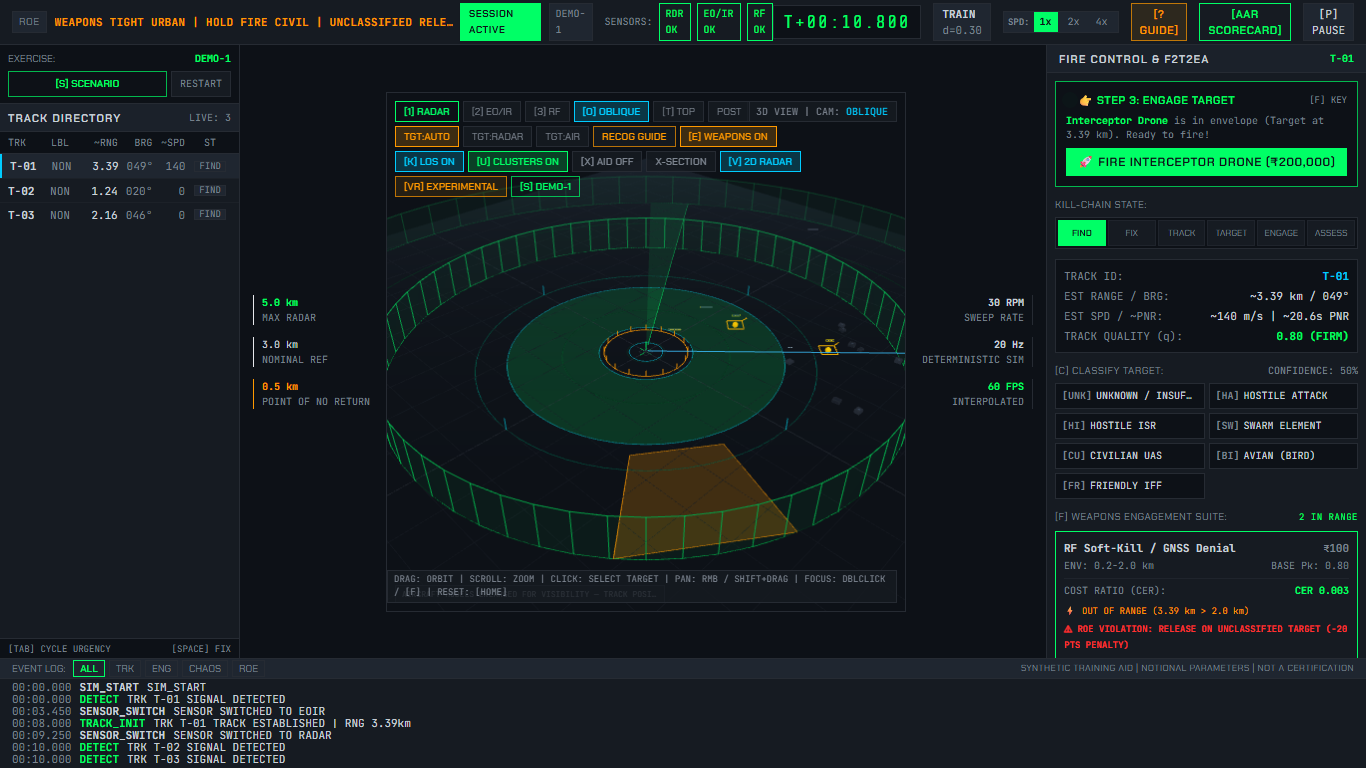 ROE WEAPONS TIGHT URBAN | HOLD FIRE CIVIL | UNCLASSIFIED RELE…
SESSION ACTIVE
DEMO-1
SENSORS:
RDR OK
EO/IR OK
RF OK
T+00:10.800
TRAIN
d=0.30
SPD: 1x 2x 4x
[? GUIDE]
[AAR SCORECARD]
[P] PAUSE
EXERCISE: DEMO-1
[S] SCENARIO RESTART
TRACK DIRECTORY LIVE: 3
TRK LBL ~RNG BRG ~SPD ST
T-01 NON 3.39 049° 140 FIND
T-02 NON 1.24 020° 0 FIND
T-03 NON 2.16 046° 0 FIND
[TAB] CYCLE URGENCY [SPACE] FIX
[1] RADAR [2] EO/IR [3] RF [O] OBLIQUE [T] TOP POST 3D VIEW | CAM: OBLIQUE
TGT:AUTO TGT:RADAR TGT:AIR RECOG GUIDE [E] WEAPONS ON
[K] LOS ON [U] CLUSTERS ON [X] AID OFF X-SECTION [V] 2D RADAR
[VR] EXPERIMENTAL [S] DEMO-1
5.0 km
MAX RADAR
3.0 km
NOMINAL REF
0.5 km
POINT OF NO RETURN
30 RPM
SWEEP RATE
20 Hz
DETERMINISTIC SIM
60 FPS
INTERPOLATED
DRAG: ORBIT | SCROLL: ZOOM | CLICK: SELECT TARGET | PAN: RMB / SHIFT+DRAG | FOCUS: DBLCLICK
/ [F] | RESET: [HOME]
FIRE CONTROL & F2T2EA T-01
STEP 3: ENGAGE TARGET [F] KEY
Interceptor Drone is in envelope (Target at
3.39 km). Ready to fire!
FIRE INTERCEPTOR DRONE (₹200,000)
KILL-CHAIN STATE:
FIND FIX TRACK TARGET ENGAGE ASSESS
TRACK ID: T-01
EST RANGE / BRG: ~3.39 km / 049°
EST SPD / ~PNR: ~140 m/s | ~20.6s PNR
TRACK QUALITY (q): 0.80 (FIRM)
[C] CLASSIFY TARGET: CONFIDENCE: 50%
[UNK] UNKNOWN / INSUF… [HA] HOSTILE ATTACK
[HI] HOSTILE ISR [SW] SWARM ELEMENT
[CU] CIVILIAN UAS [BI] AVIAN (BIRD)
[FR] FRIENDLY IFF
[F] WEAPONS ENGAGEMENT SUITE: 2 IN RANGE
RF Soft-Kill / GNSS Denial ₹100
ENV: 0.2-2.0 km BASE Pk: 0.80
COST RATIO (CER): CER 0.003
OUT OF RANGE (3.39 km > 2.0 km)
ROE VIOLATION: RELEASE ON UNCLASSIFIED TARGET (-20
PTS PENALTY)
EVENT LOG: ALL TRK ENG CHAOS ROE
SYNTHETIC TRAINING AID | NOTIONAL PARAMETERS | NOT A CERTIFICATION
00:00.000 SIM_START SIM_START
00:00.000 DETECT TRK T-01 SIGNAL DETECTED
00:03.450 SENSOR_SWITCH SENSOR SWITCHED TO EOIR
00:08.000 TRACK_INIT TRK T-01 TRACK ESTABLISHED | RNG 3.39km
00:09.250 SENSOR_SWITCH SENSOR SWITCHED TO RADAR
00:10.000 DETECT TRK T-02 SIGNAL DETECTED
00:10.000 DETECT TRK T-03 SIGNAL DETECTED